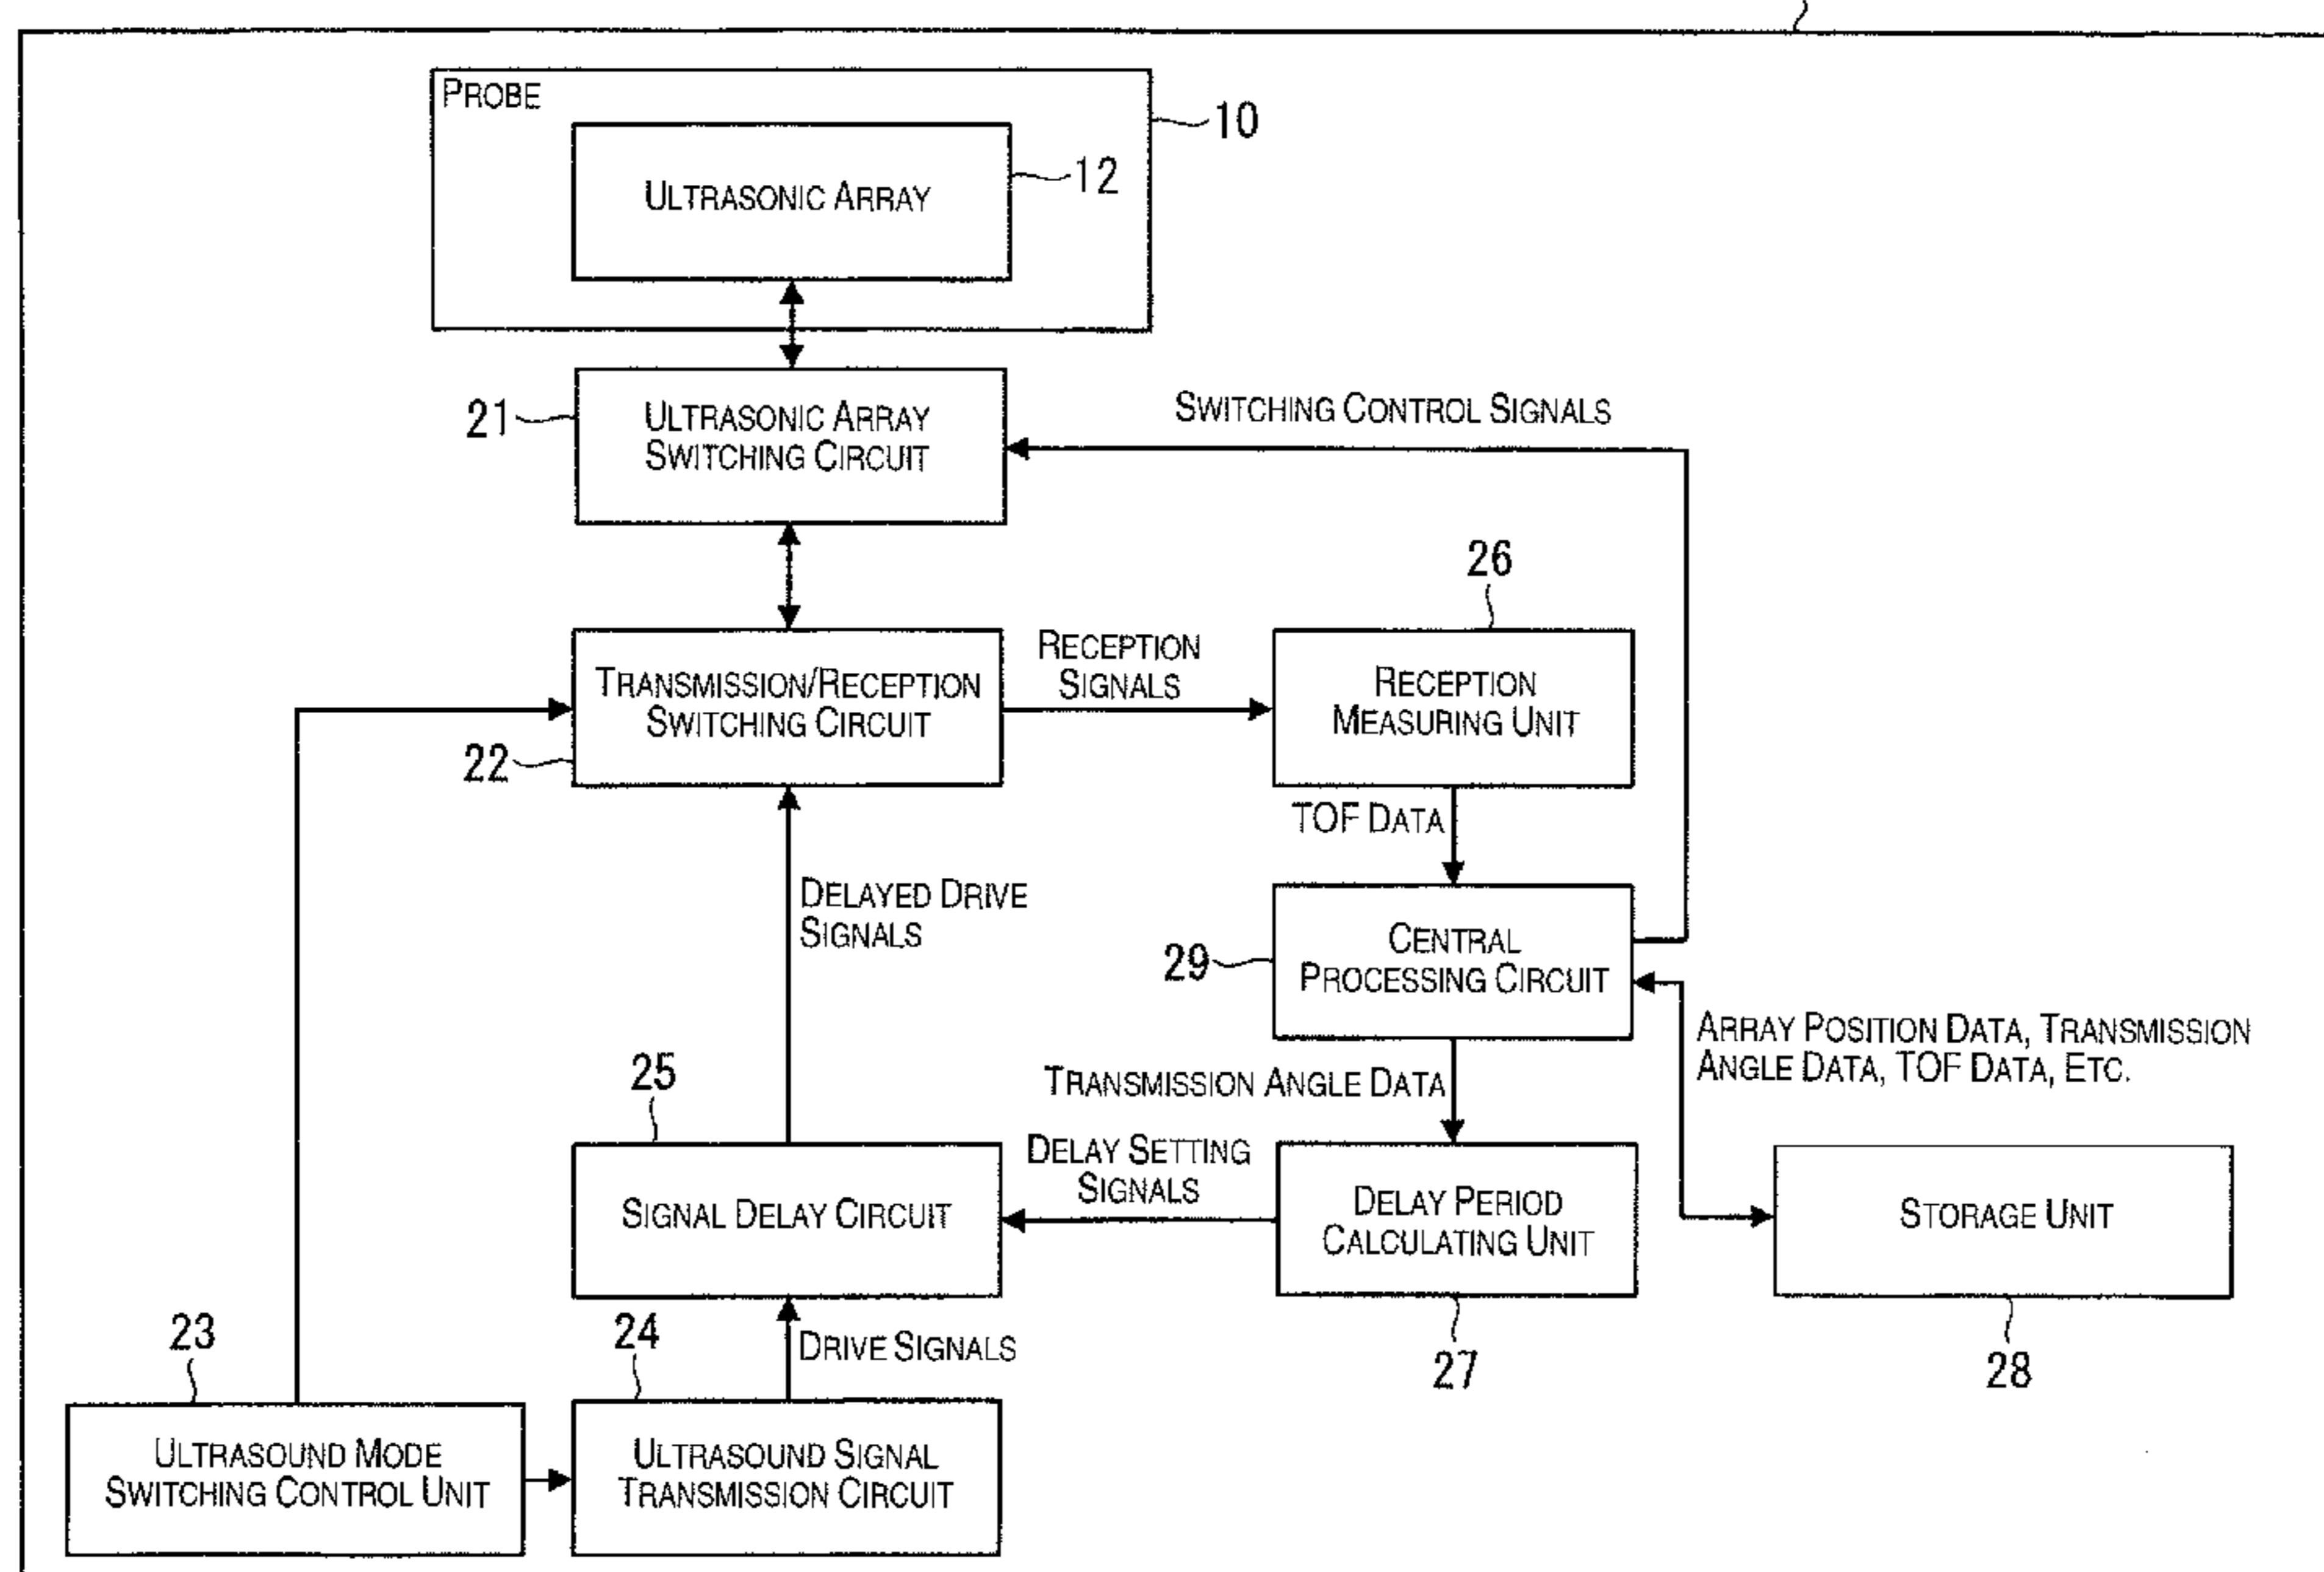 PROBE
10
ULTRASONIC ARRAY
12
21
ULTRASONIC ARRAY
SWITCHING CIRCUIT
SWITCHING CONTROL SIGNALS
26
TRANSMISSION/RECEPTION
SWITCHING CIRCUIT
22
RECEPTION
SIGNALS
RECEPTION
MEASURING UNIT
TOF DATA
DELAYED DRIVE
SIGNALS
29
CENTRAL
PROCESSING CIRCUIT
ARRAY POSITION DATA, TRANSMISSION
ANGLE DATA, TOF DATA, ETC.
25
TRANSMISSION ANGLE DATA
SIGNAL DELAY CIRCUIT
DELAY SETTING
SIGNALS
DELAY PERIOD
CALCULATING UNIT
STORAGE UNIT
23
24
DRIVE SIGNALS
27
28
ULTRASOUND MODE
SWITCHING CONTROL UNIT
ULTRASOUND SIGNAL
TRANSMISSION CIRCUIT